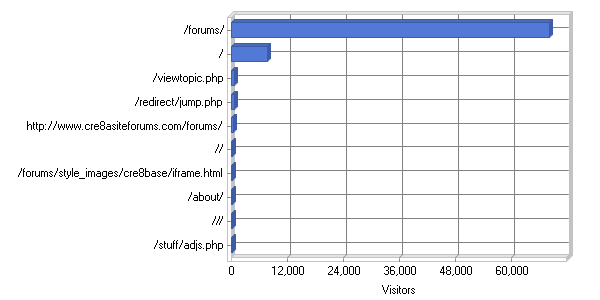 /forums/
/
/viewtopic.php
/redirect/jump.php
http://www.cre8asiteforums.com/forums/
//
/forums/style_images/cre8base/iframe.html
/about/
///
/stuff/adjs.php
0 12,000 24,000 36,000 48,000 60,000
Visitors